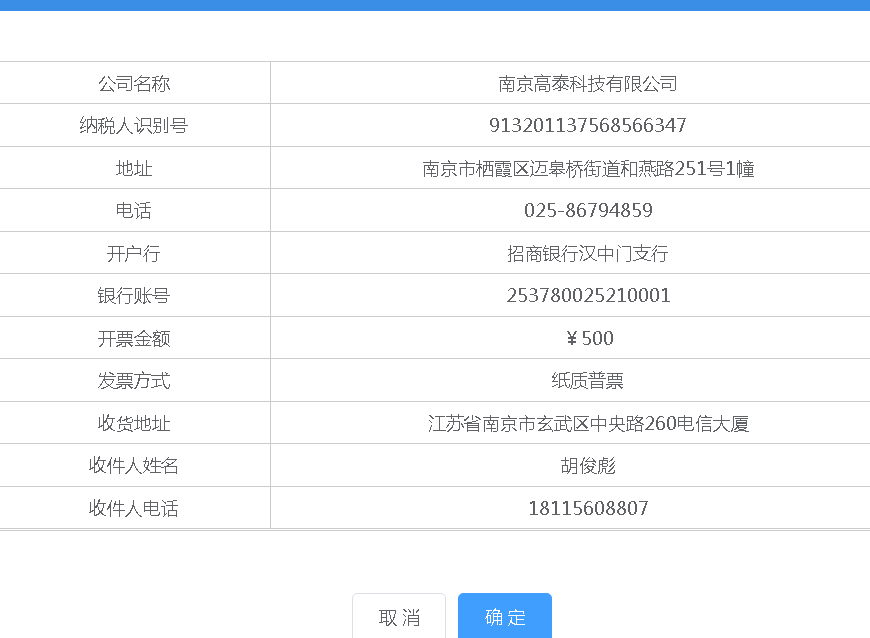 公司名称 南京高泰科技有限公司
纳税人识别号 913201137568566347
地址 南京市栖霞区迈皋桥街道和燕路251号1幢
电话 025-86794859
开户行 招商银行汉中门支行
银行账号 253780025210001
开票金额 ¥500
发票方式 纸质普票
收货地址 江苏省南京市玄武区中央路260电信大厦
收件人姓名 胡俊彪
收件人电话 18115608807
取消 确定